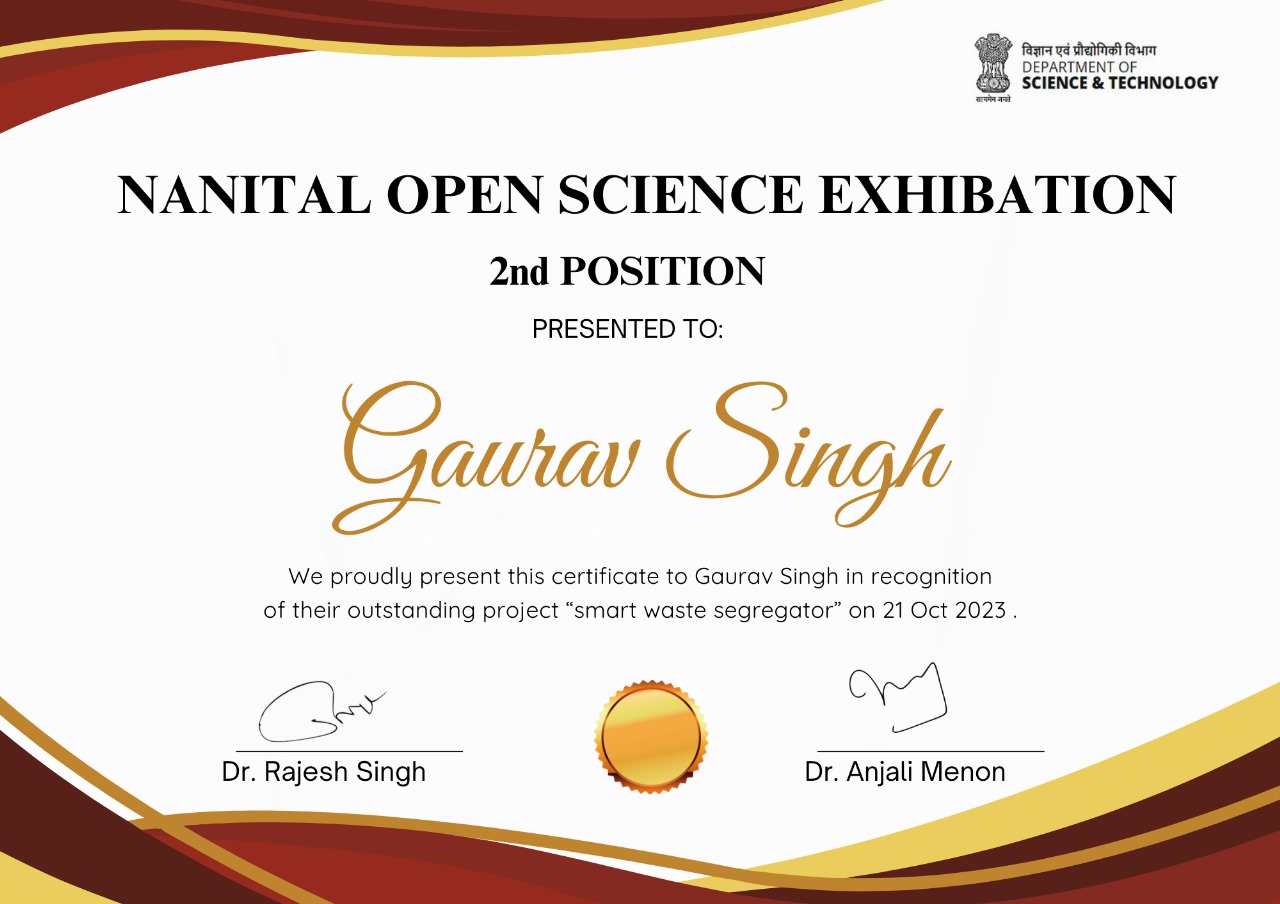 विज्ञान एवं प्रौद्योगिकी विभाग
DEPARTMENT OF
SCIENCE & TECHNOLOGY
सत्यमेव जयते
NANITAL OPEN SCIENCE EXHIBATION
2nd POSITION
PRESENTED TO:
Gaurav Singh
We proudly present this certificate to Gaurav Singh in recognition
of their outstanding project “smart waste segregator” on 21 Oct 2023 .
Dr. Rajesh Singh
Dr. Anjali Menon